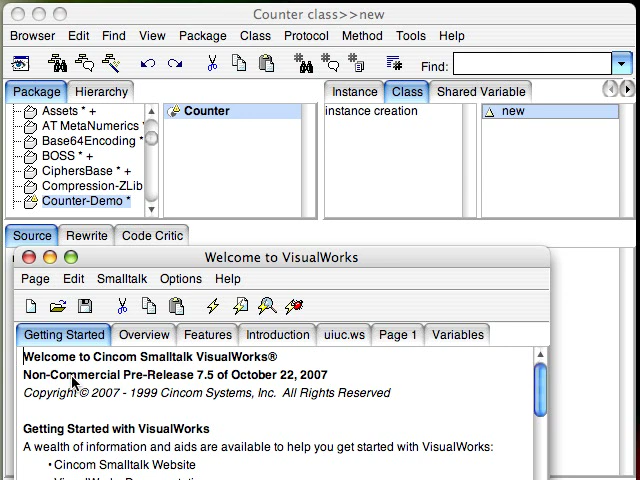 Counter class>>new
Browser Edit Find View Package Class Protocol Method Tools Help
Find:
Package Hierarchy Instance Class Shared Variable
Assets * +
AT MetaNumerics *
Base64Encoding *
BOSS * +
CiphersBase * +
Compression-ZLib
Counter-Demo *
Counter
instance creation
new
Source Rewrite Code Critic
Welcome to VisualWorks
Page Edit Smalltalk Options Help
Getting Started Overview Features Introduction uiuc.ws Page 1 Variables
Welcome to Cincom Smalltalk VisualWorks®
Non-Commercial Pre-Release 7.5 of October 22, 2007
Copyright © 2007 - 1999 Cincom Systems, Inc. All Rights Reserved
Getting Started with VisualWorks
A wealth of information and aids are available to help you get started with VisualWorks:
• Cincom Smalltalk Website